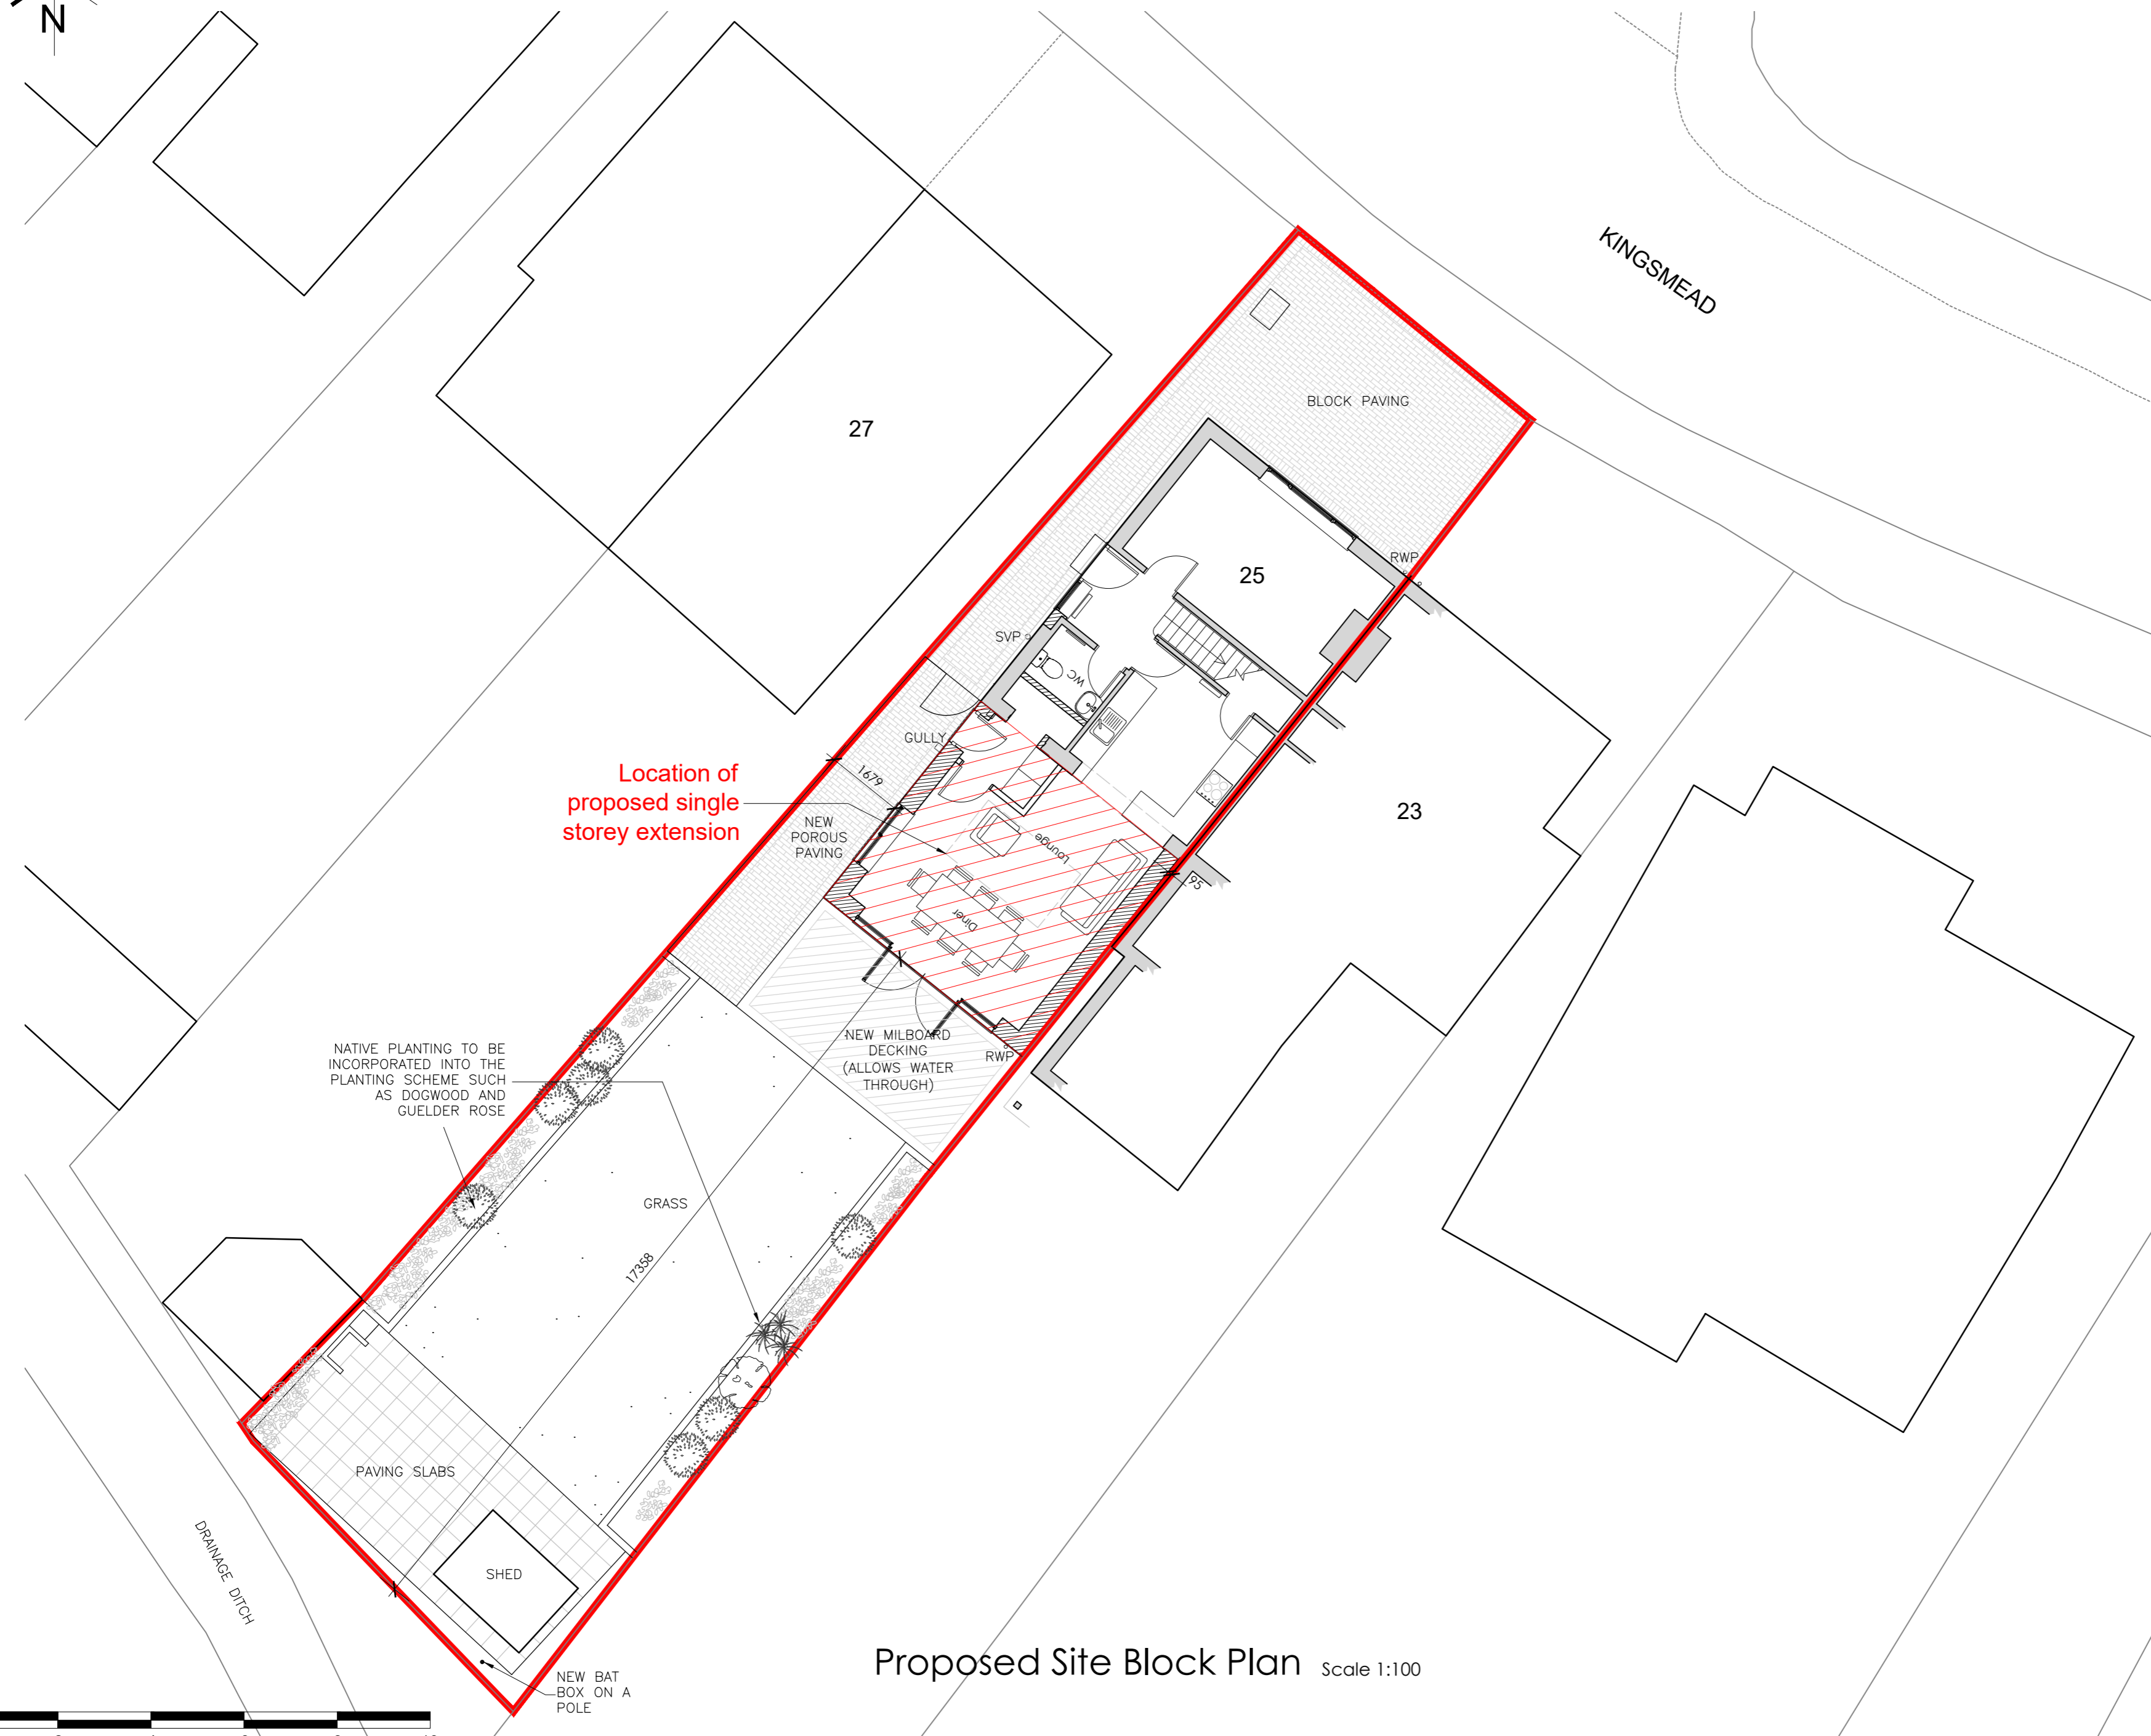 N
KINGSMEAD
BLOCK PAVING
27
25
RWP
SVP
WC
GULLY
1679
Location of
proposed single
storey extension
NEW
POROUS
PAVING
Lounge
Diner
95
23
NEW MILBOARD
DECKING
(ALLOWS WATER
THROUGH)
RWP
NATIVE PLANTING TO BE
INCORPORATED INTO THE
PLANTING SCHEME SUCH
AS DOGWOOD AND
GUELDER ROSE
GRASS
17358
PAVING SLABS
SHED
DRAINAGE DITCH
NEW BAT
BOX ON A
POLE
Proposed Site Block Plan Scale 1:100